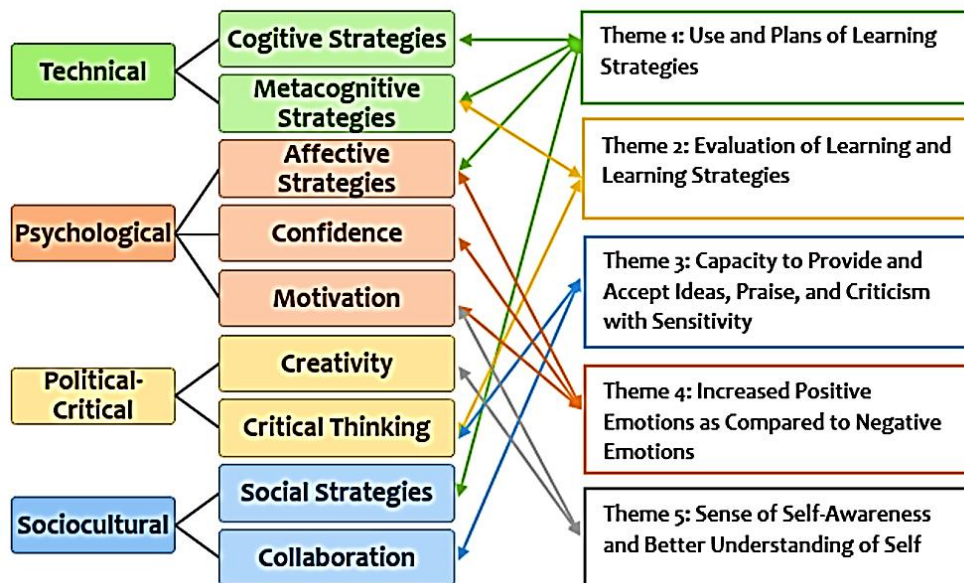 Technical
Cogitive Strategies
Metacognitive
Strategies
Psychological
Affective
Strategies
Confidence
Motivation
Political-
Critical
Creativity
Critical Thinking
Sociocultural
Social Strategies
Collaboration
Theme 1: Use and Plans of Learning
Strategies
Theme 2: Evaluation of Learning and
Learning Strategies
Theme 3: Capacity to Provide and
Accept Ideas, Praise, and Criticism
with Sensitivity
Theme 4: Increased Positive
Emotions as Compared to Negative
Emotions
Theme 5: Sense of Self-Awareness
and Better Understanding of Self